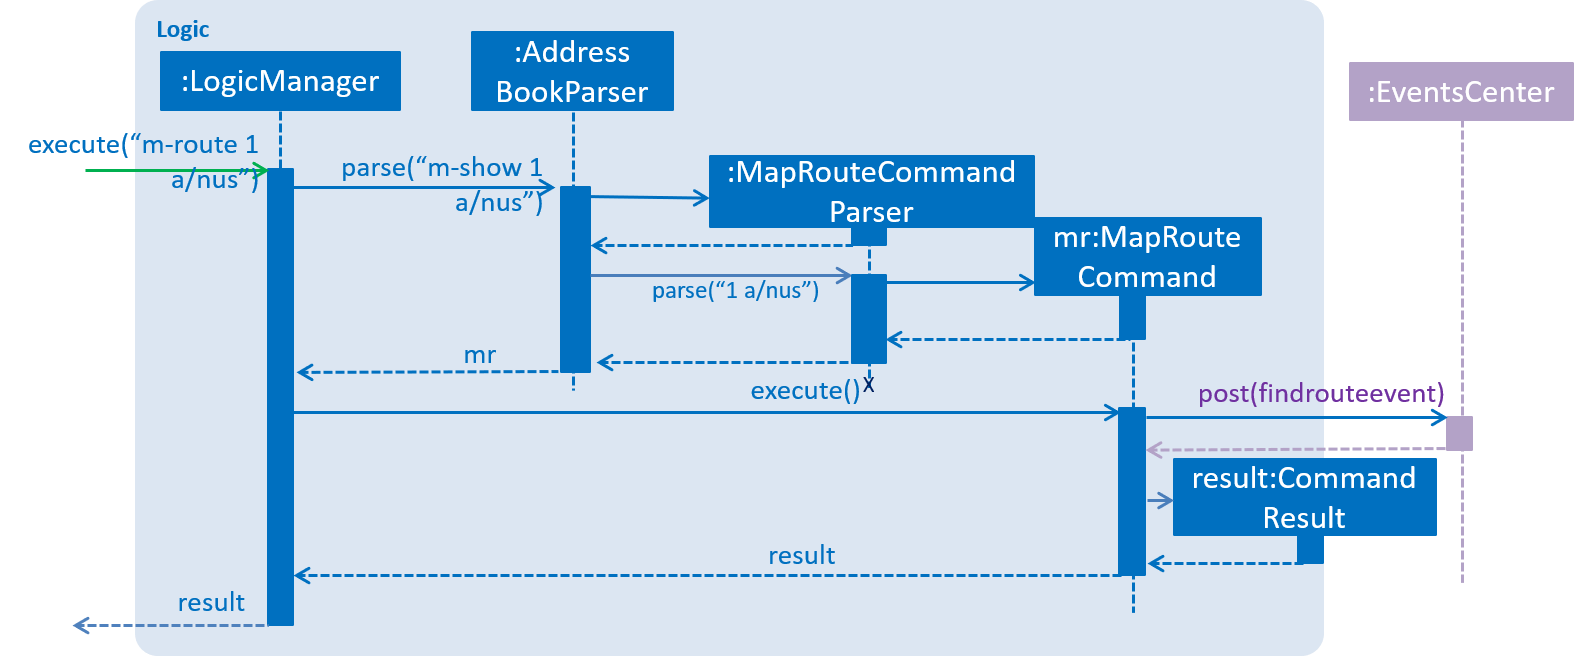 Logic
:LogicManager
:Address
BookParser
:EventsCenter
execute(“m-route 1
a/nus”)
parse(“m-show 1
a/nus”)
:MapRouteCommand
Parser
mr:MapRoute
Command
parse(“1 a/nus”)
mr
execute()
X
post(findrouteevent)
result:Command
Result
result
result